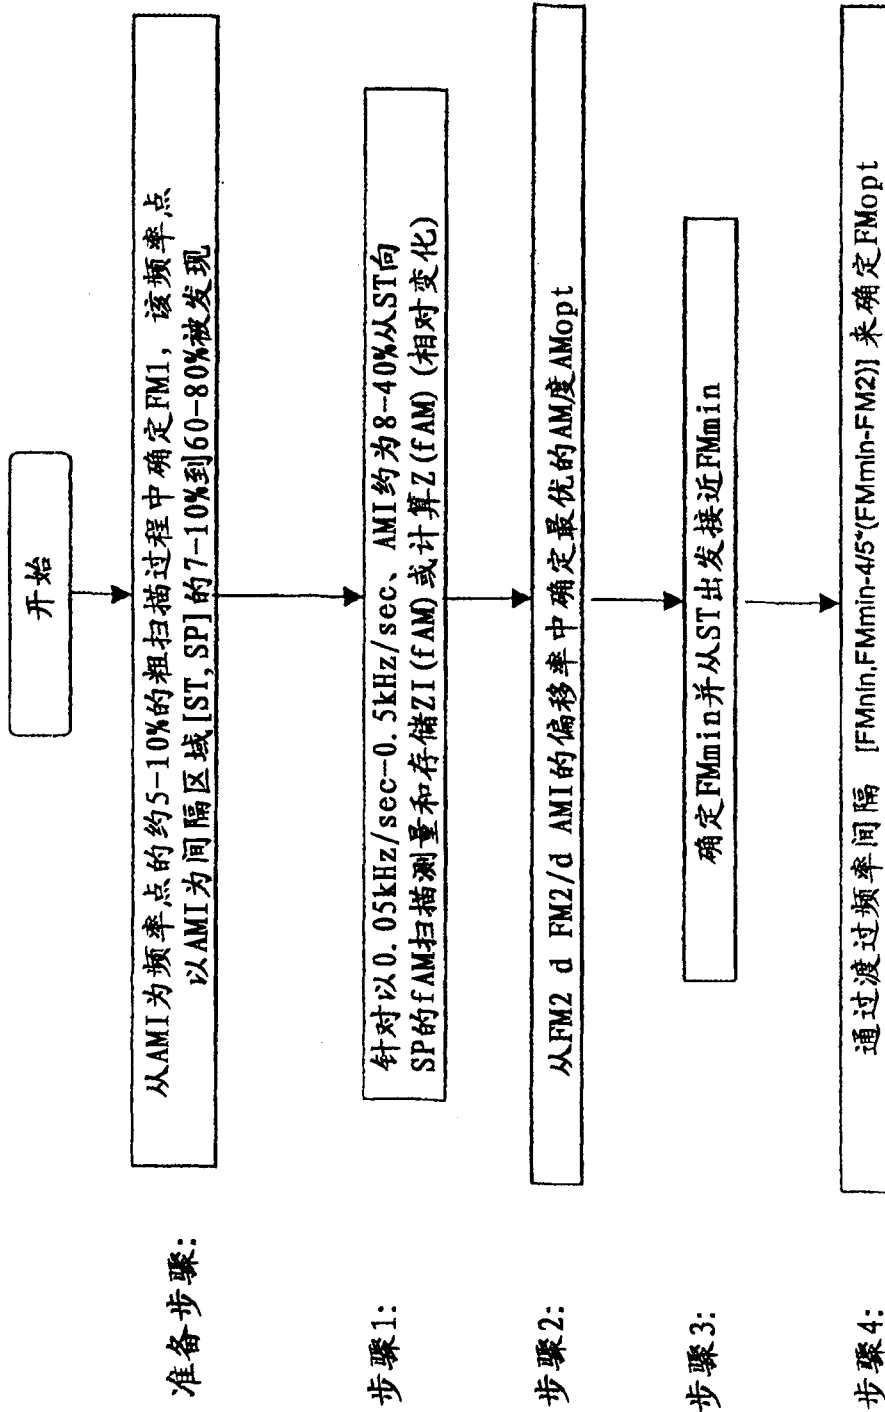 开始
准备步骤:
从AMI为频率点的约5-10%的粗扫描过程中确定FM1, 该频率点
以AMI为间隔区域[ST,SP]的7-10%到60-80%被发现
步骤1:
针对以0.05kHz/sec-0.5kHz/sec、AMI约为8-40%从ST向
SP的fAM扫描测量和存储ZI(fAM)或计算Z(fAM)(相对变化)
步骤2:
从FM2 d FM2/d AMI的偏移率中确定最优的AM度AMopt
步骤3:
确定FMmin并从ST出发接近FMmin
步骤4:
通过渡过频率间隔 [FMnin,FMmin-4/5*(FMmin-FM2)] 来确定FMopt